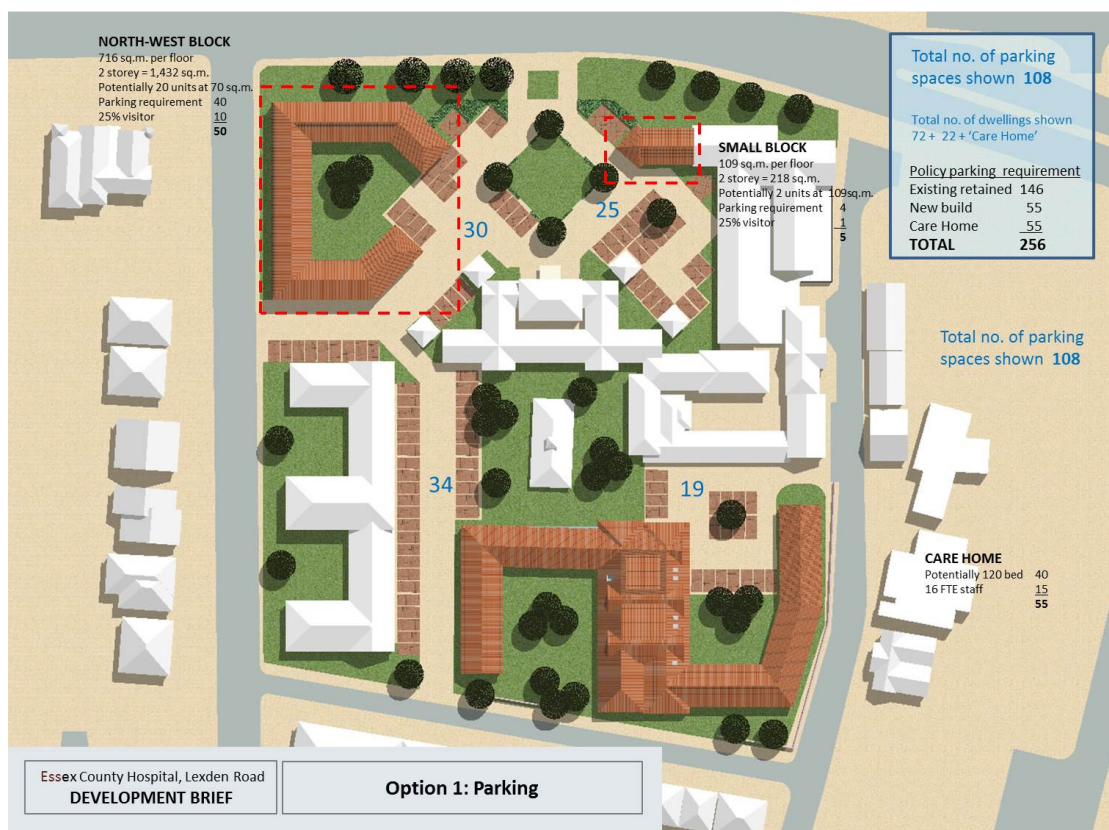 NORTH-WEST BLOCK
716 sq.m. per floor
2 storey = 1,432 sq.m.
Potentially 20 units at 70 sq.m.
Parking requirement 40
25% visitor 10
50
SMALL BLOCK
109 sq.m. per floor
2 storey = 218 sq.m.
Potentially 2 units at 109sq.m.
Parking requirement 4
25% visitor 1
5
Total no. of parking
spaces shown 108
Total no. of dwellings shown
72 + 22 + 'Care Home'
Policy parking requirement
Existing retained 146
New build 55
Care Home 55
TOTAL 256
30
25
Total no. of parking
spaces shown 108
34
19
CARE HOME
Potentially 120 bed 40
16 FTE staff 15
55
Essex County Hospital, Lexden Road
DEVELOPMENT BRIEF
Option 1: Parking